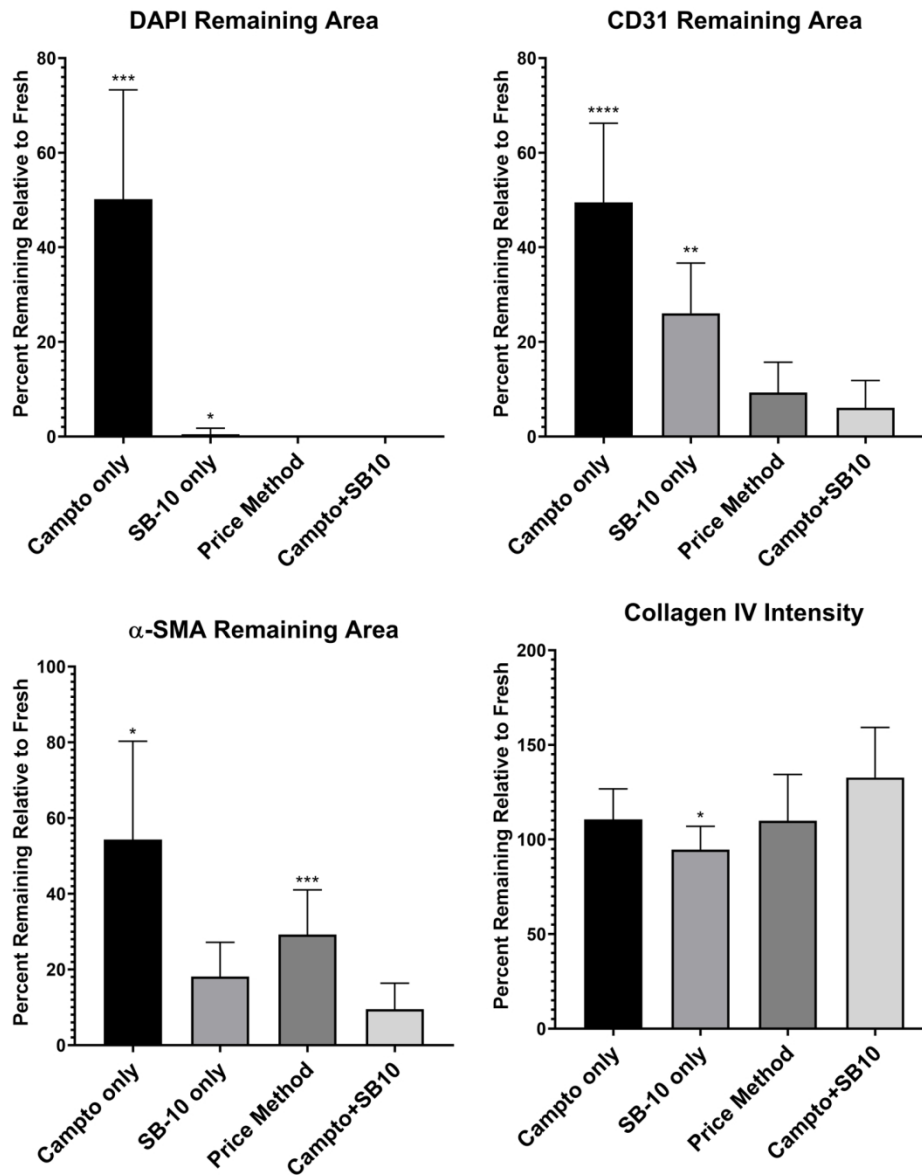 DAPI Remaining Area
Percent Remaining Relative to Fresh
80
60
40
20
0
***
*
Campto only
SB-10 only
Price Method
Campto+SB10
CD31 Remaining Area
Percent Remaining Relative to Fresh
80
60
40
20
0
****
**
Campto only
SB-10 only
Price Method
Campto+SB10
α-SMA Remaining Area
Percent Remaining Relative to Fresh
100
80
60
40
20
0
*
***
Campto only
SB-10 only
Price Method
Campto+SB10
Collagen IV Intensity
Percent Remaining Relative to Fresh
200
150
100
50
0
*
Campto only
SB-10 only
Price Method
Campto+SB10